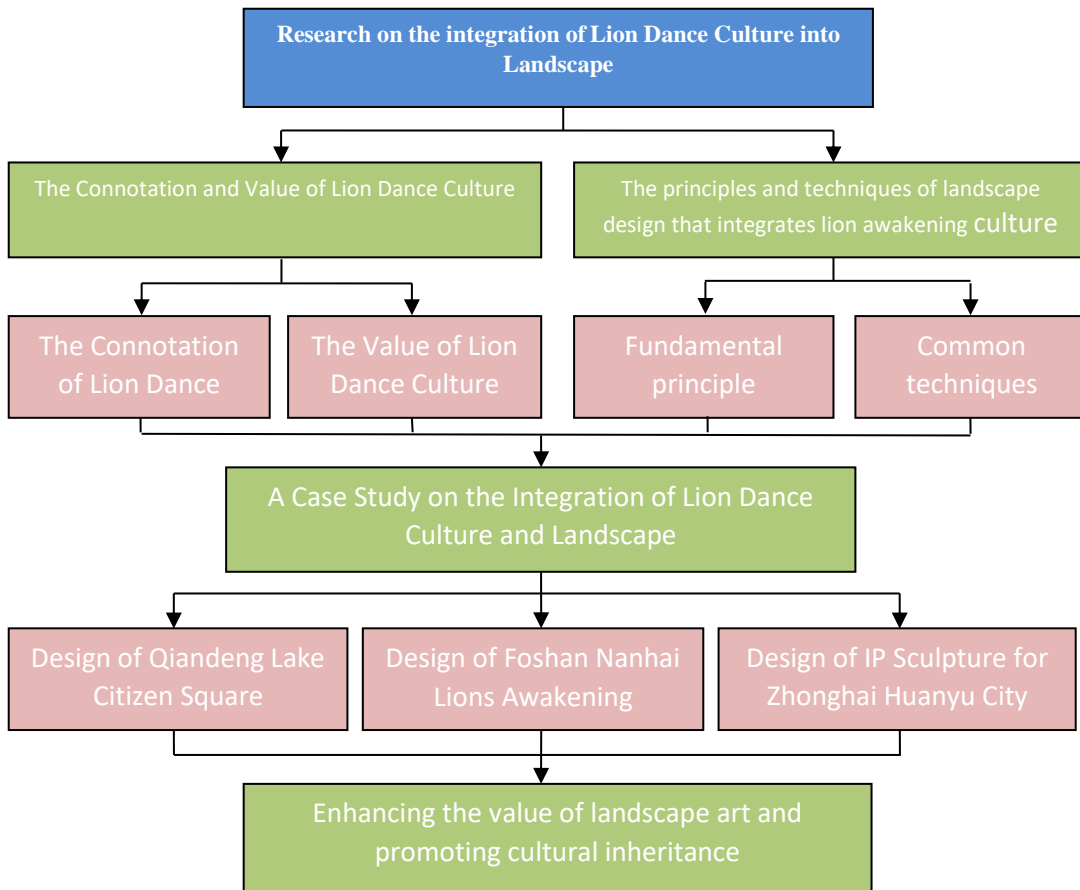 Research on the integration of Lion Dance Culture into
Landscape
The Connotation and Value of Lion Dance Culture
The principles and techniques of landscape
design that integrates lion awakening culture
The Connotation
of Lion Dance
The Value of Lion
Dance Culture
Fundamental
principle
Common
techniques
A Case Study on the Integration of Lion Dance
Culture and Landscape
Design of Qiandeng Lake
Citizen Square
Design of Foshan Nanhai
Lions Awakening
Design of IP Sculpture for
Zhonghai Huanyu City
Enhancing the value of landscape art and
promoting cultural inheritance